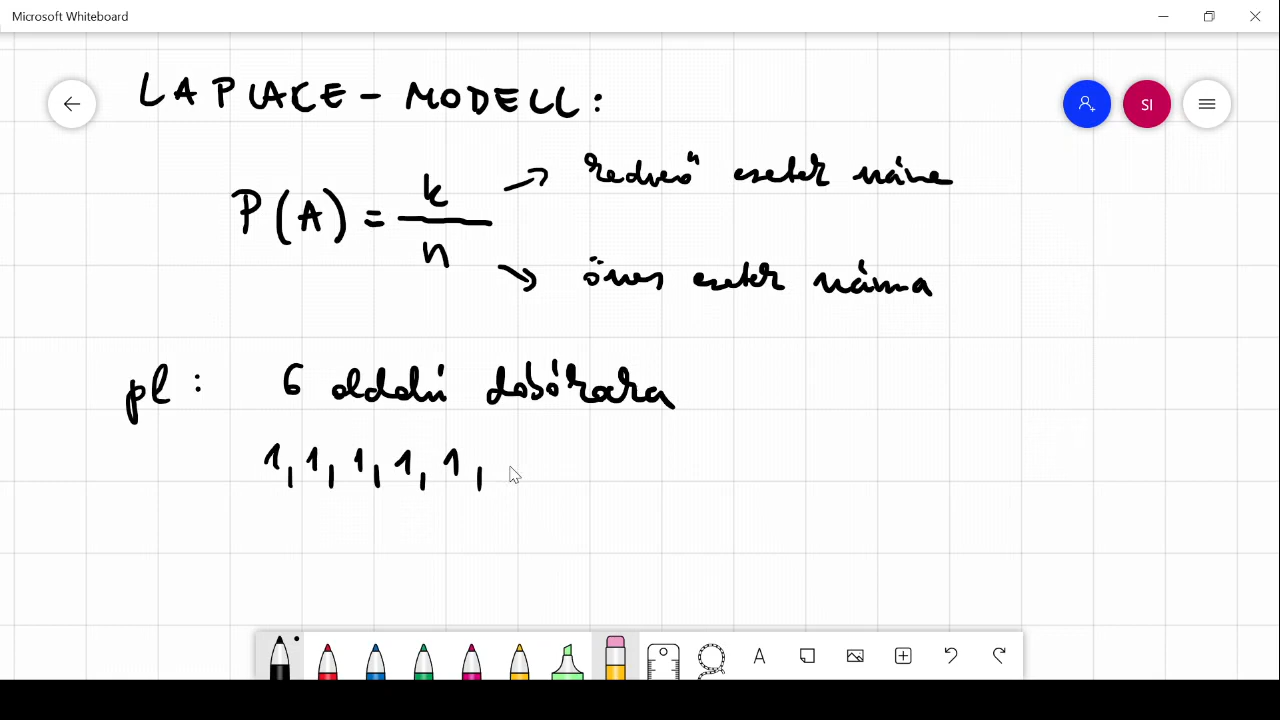 Microsoft Whiteboard
LAPLACE - MODELL :
SI
P(A) = k/n
→ kedvező esetek száma
→ összes esetek száma
pl : 6 oldalú dobókocka
1, 1, 1, 1, 1,
A